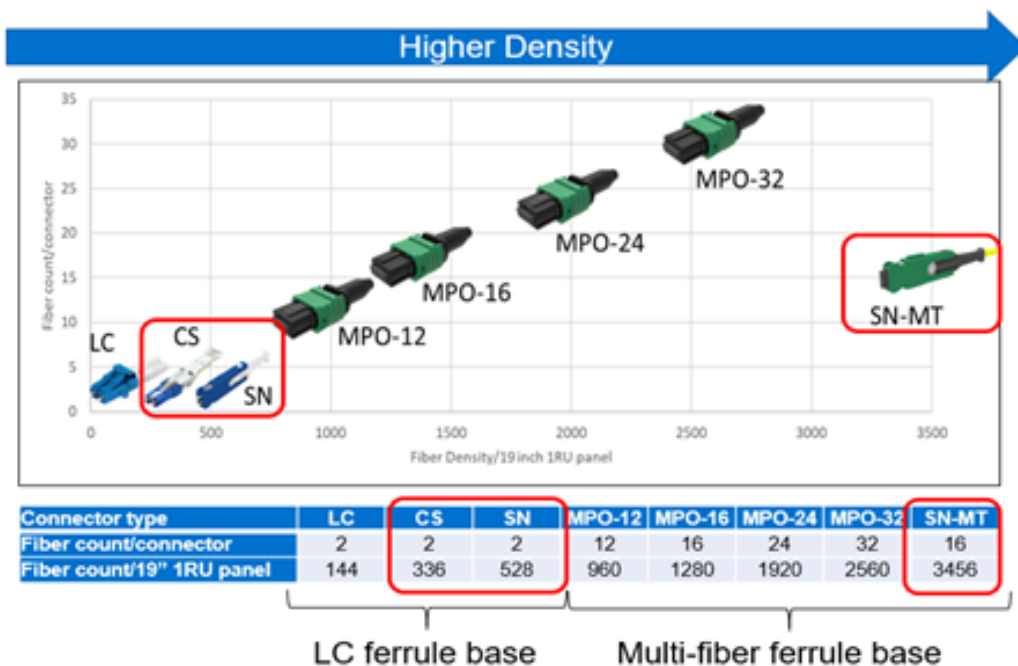 Higher Density
35
30
25
20
15
10
5
0
Fiber count/connector
MPO-32
MPO-24
MPO-16
SN-MT
MPO-12
LC
CS
SN
0 500 1000 1500 2000 2500 3000 3500
Fiber Density/19 inch 1RU panel
Connector type LC CS SN MPO-12 MPO-16 MPO-24 MPO-32 SN-MT
Fiber count/connector 2 2 2 12 16 24 32 16
Fiber count/19” 1RU panel 144 336 528 960 1280 1920 2560 3456
LC ferrule base Multi-fiber ferrule base